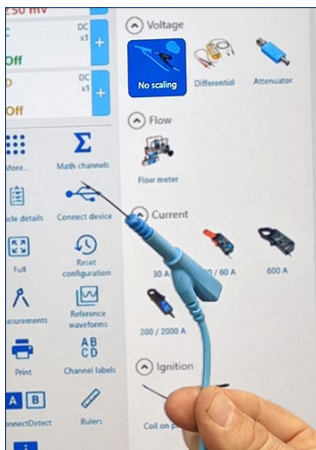 250 mv
DC
x1
+
Off
DC
x1
+
Off
Voltage
No scaling
Differential
Attenuator
Flow
Flow meter
Current
30 A
/ 60 A
600 A
200 / 2000 A
Ignition
Coil on p
More...
Math channels
Connect device
details
Full
Reset
configuration
Reference
waveforms
Print
AB
CD
Channel labels
A B
Rulers